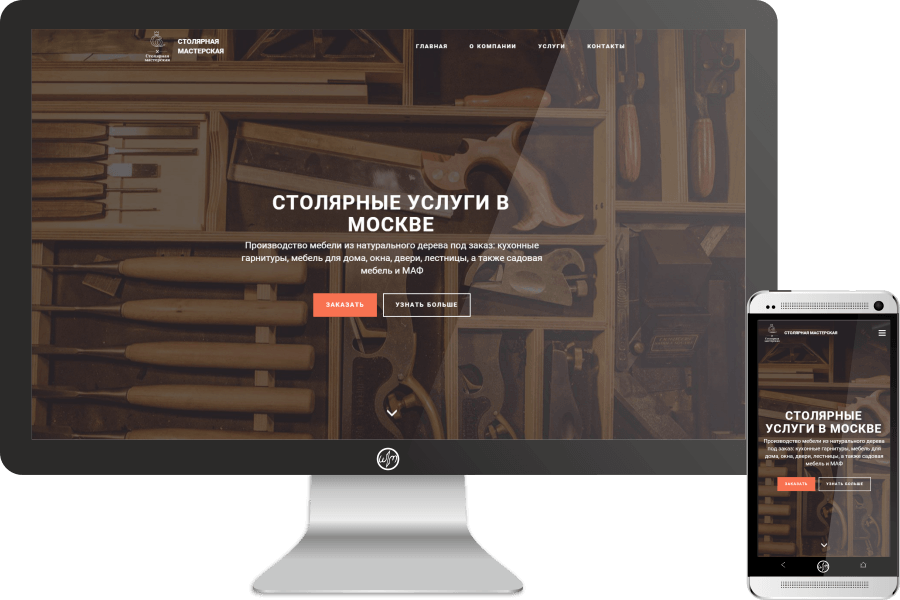 СТОЛЯРНАЯ
МАСТЕРСКАЯ
Столярная
мастерская
ГЛАВНАЯ
О КОМПАНИИ
УСЛУГИ
КОНТАКТЫ
СТОЛЯРНЫЕ УСЛУГИ В
МОСКВЕ
Производство мебели из натурального дерева под заказ: кухонные
гарнитуры, мебель для дома, окна, двери, лестницы, а также садовая
мебель и МАФ
ЗАКАЗАТЬ
УЗНАТЬ БОЛЬШЕ
СТОЛЯРНАЯ МАСТЕРСКАЯ
СТОЛЯРНЫЕ
УСЛУГИ В МОСКВЕ
Производство мебели из натурального дерева
под заказ: кухонные гарнитуры, мебель для
дома, окна, двери, лестницы, а также садовая
мебель и МАФ
ЗАКАЗАТЬ
УЗНАТЬ БОЛЬШЕ